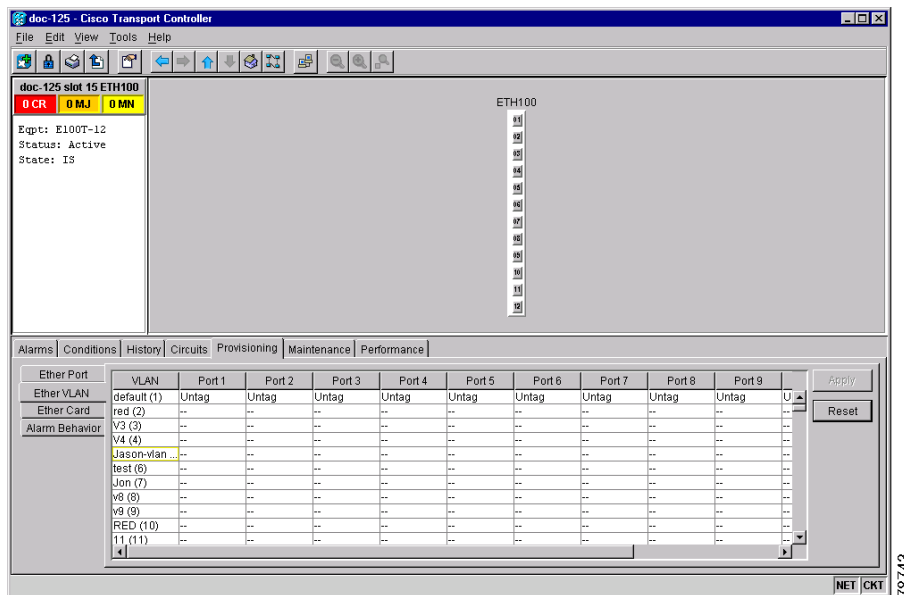 doc-125 - Cisco Transport Controller
File Edit View Tools Help
doc-125 slot 15 ETH100
0 CR 0 MJ 0 MN
Eqpt: E100T-12
Status: Active
State: IS
ETH100
01
02
03
04
05
06
07
08
09
10
11
12
Alarms Conditions History Circuits Provisioning Maintenance Performance
Ether Port
Ether VLAN
Ether Card
Alarm Behavior
VLAN Port 1 Port 2 Port 3 Port 4 Port 5 Port 6 Port 7 Port 8 Port 9
default (1) Untag Untag Untag Untag Untag Untag Untag Untag Untag U
red (2) -- -- -- -- -- -- -- -- -- --
V3 (3) -- -- -- -- -- -- -- -- -- --
V4 (4) -- -- -- -- -- -- -- -- -- --
Jason-vlan ... -- -- -- -- -- -- -- -- -- --
test (6) -- -- -- -- -- -- -- -- -- --
Jon (7) -- -- -- -- -- -- -- -- -- --
v8 (8) -- -- -- -- -- -- -- -- -- --
v9 (9) -- -- -- -- -- -- -- -- -- --
RED (10) -- -- -- -- -- -- -- -- -- --
11 (11) -- -- -- -- -- -- -- -- -- --
Apply
Reset
NET CKT
78742